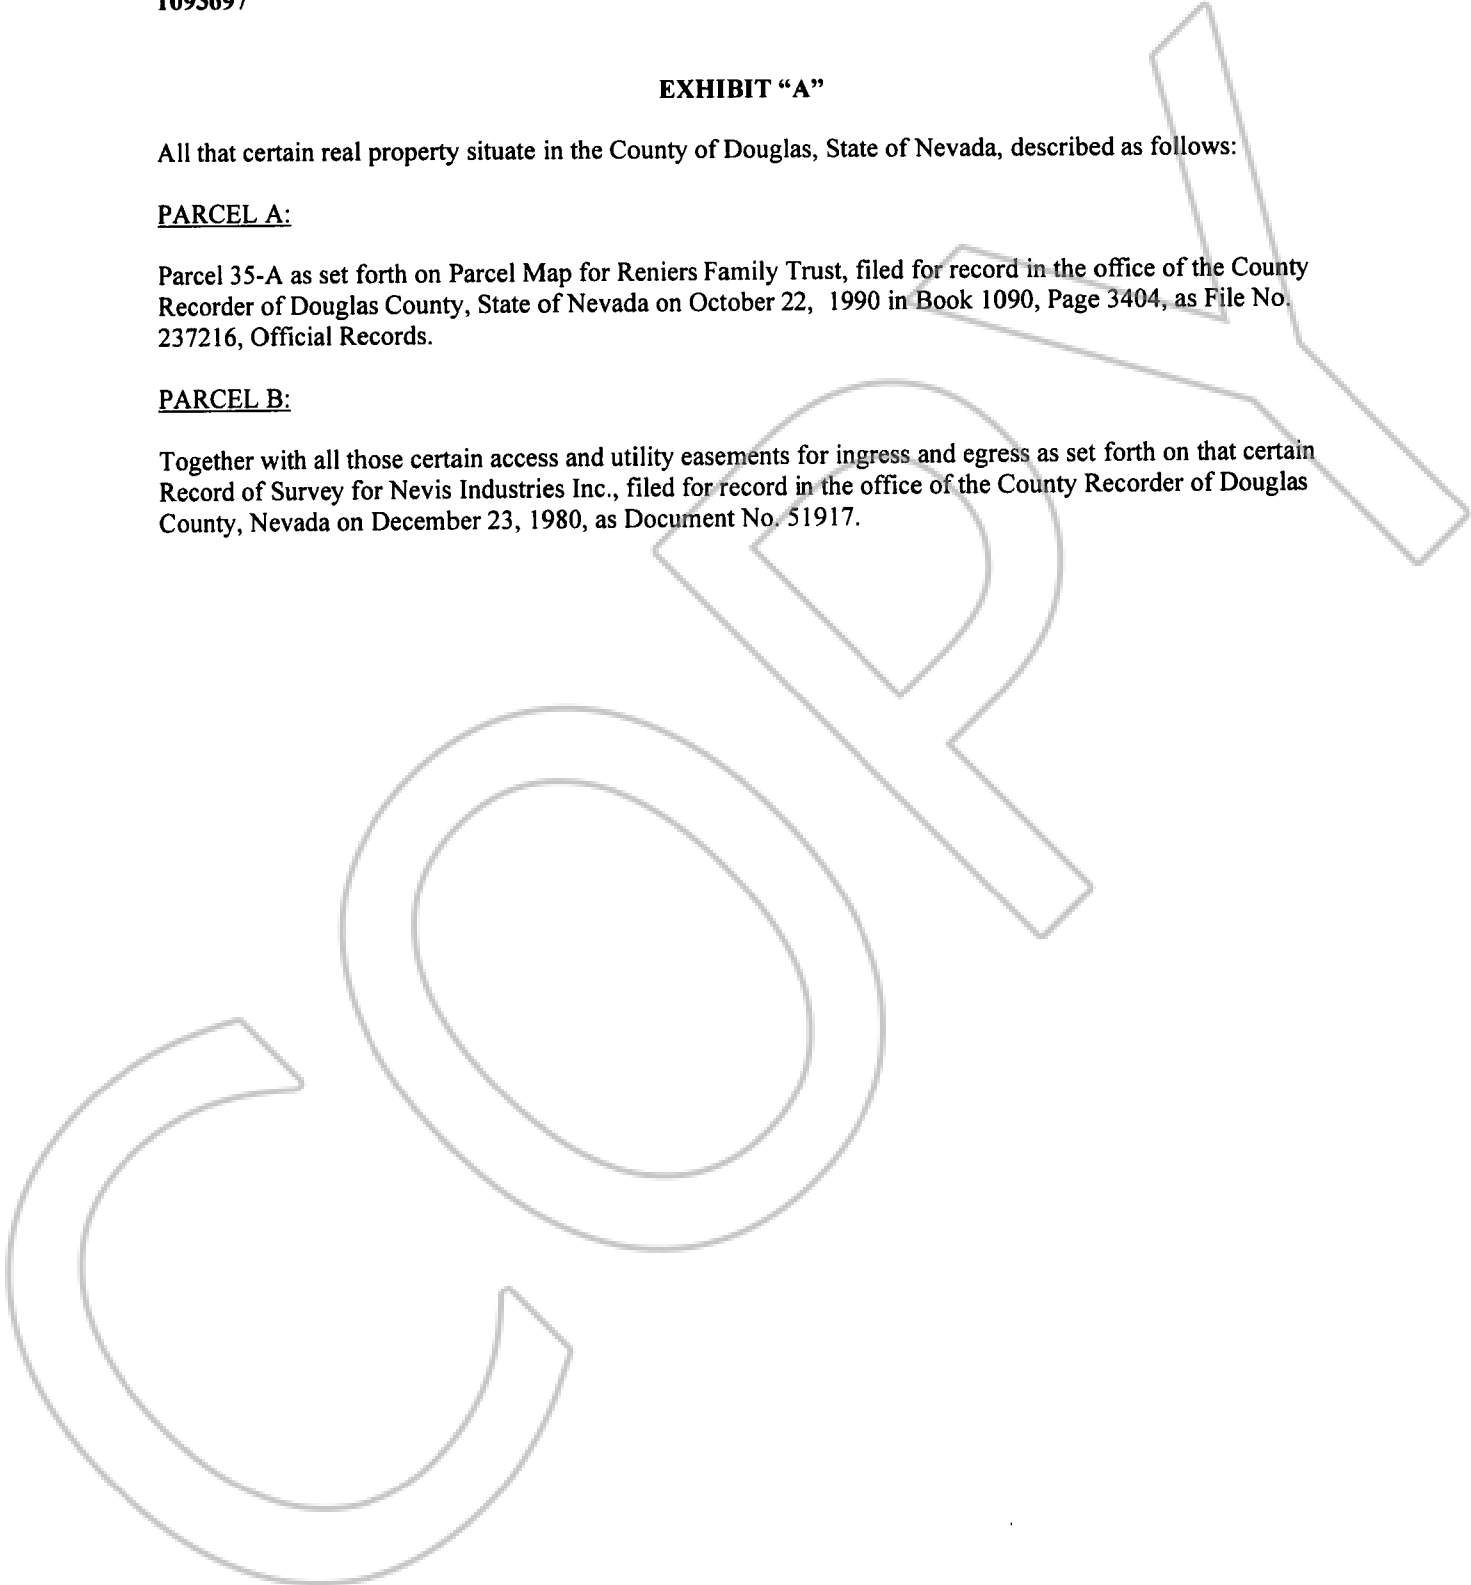 EXHIBIT “A”
All that certain real property situate in the County of Douglas, State of Nevada, described as follows:
PARCEL A:
Parcel 35-A as set forth on Parcel Map for Reniers Family Trust, filed for record in the office of the County
Recorder of Douglas County, State of Nevada on October 22, 1990 in Book 1090, Page 3404, as File No.
237216, Official Records.
PARCEL B:
Together with all those certain access and utility easements for ingress and egress as set forth on that certain
Record of Survey for Nevis Industries Inc., filed for record in the office of the County Recorder of Douglas
County, Nevada on December 23, 1980, as Document No. 51917.
COPY